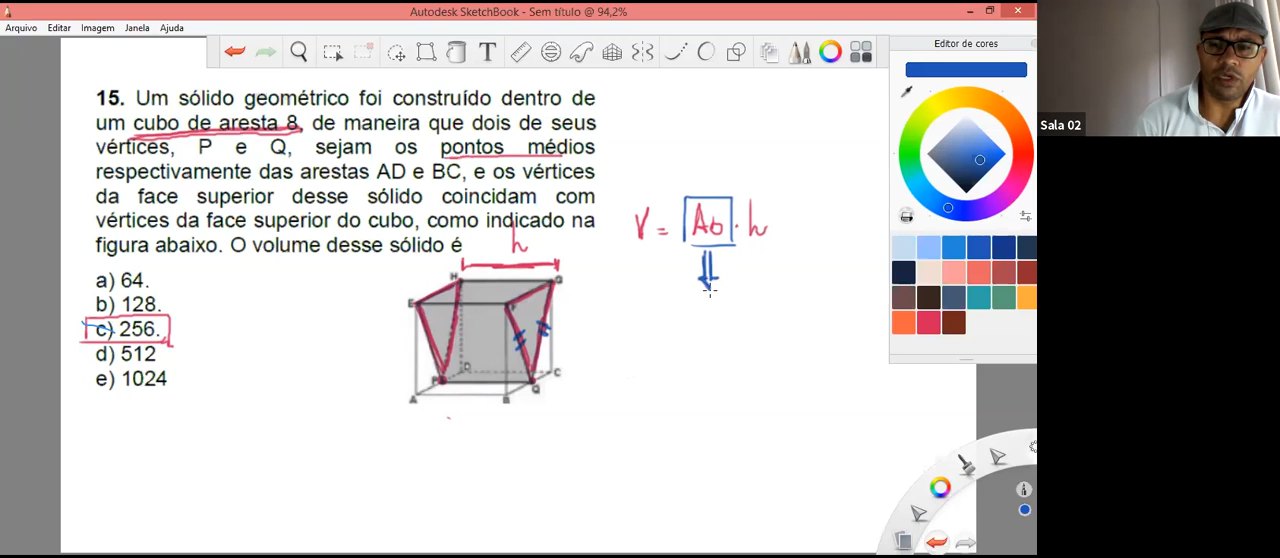 Autodesk SketchBook - Sem título @ 94,2%
Arquivo Editar Imagem Janela Ajuda
T
Editor de cores
Sala 02
15. Um sólido geométrico foi construído dentro de
um cubo de aresta 8, de maneira que dois de seus
vértices, P e Q, sejam os pontos médios
respectivamente das arestas AD e BC, e os vértices
da face superior desse sólido coincidam com
vértices da face superior do cubo, como indicado na
figura abaixo. O volume desse sólido é
a) 64.
b) 128.
c) 256.
d) 512
e) 1024
h
H G
E F
D C
P Q
A B
V = Ab . h